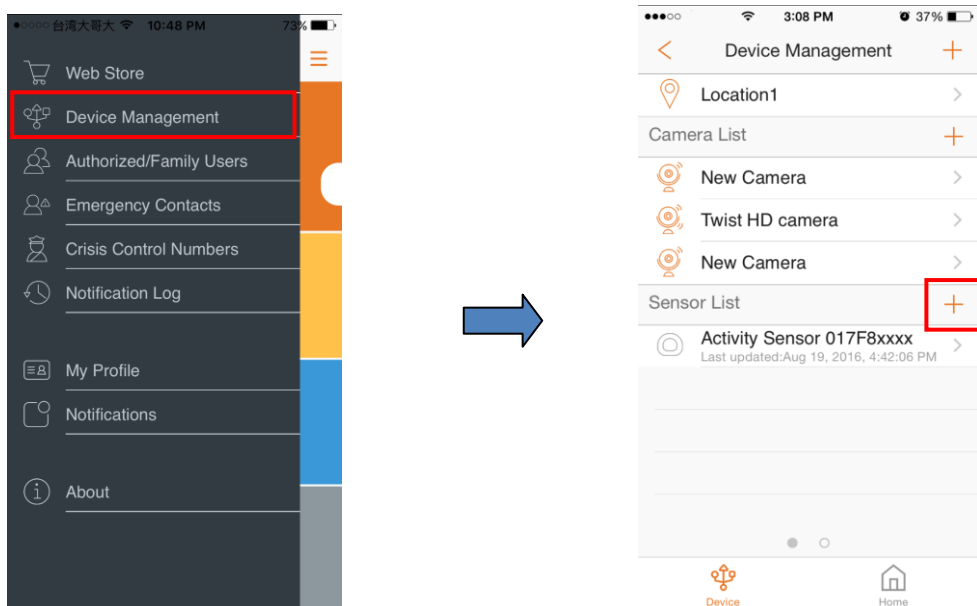 台湾大哥大 10:48 PM 73%
Web Store
Device Management
Authorized/Family Users
Emergency Contacts
Crisis Control Numbers
Notification Log
My Profile
Notifications
About
3:08 PM 37%
Device Management
Location1
Camera List
New Camera
Twist HD camera
New Camera
Sensor List
Activity Sensor 017F8xxxx
Last updated:Aug 19, 2016, 4:42:06 PM
Device Home